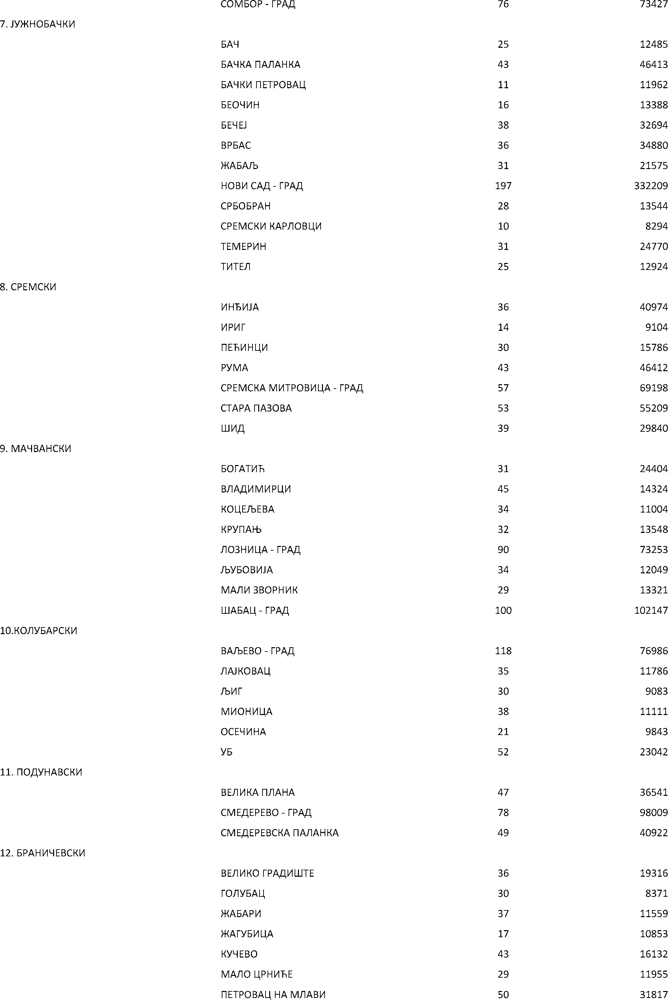 СОМБОР - ГРАД 76 73427
7. ЈУЖНОБАЧКИ
БАЧ 25 12485
БАЧКА ПАЛАНКА 43 46413
БАЧКИ ПЕТРОВАЦ 11 11962
БЕОЧИН 16 13388
БЕЧЕЈ 38 32694
ВРБАС 36 34880
ЖАБАЉ 31 21575
НОВИ САД - ГРАД 197 332209
СРБОБРАН 28 13544
СРЕМСКИ КАРЛОВЦИ 10 8294
ТЕМЕРИН 31 24770
ТИТЕЛ 25 12924
8. СРЕМСКИ
ИНЂИЈА 36 40974
ИРИГ 14 9104
ПЕЋИНЦИ 30 15786
РУМА 43 46412
СРЕМСКА МИТРОВИЦА - ГРАД 57 69198
СТАРА ПАЗОВА 53 55209
ШИД 39 29840
9. МАЧВАНСКИ
БОГАТИЋ 31 24404
ВЛАДИМИРЦИ 45 14324
КОЦЕЉЕВА 34 11004
КРУПАЊ 32 13548
ЛОЗНИЦА - ГРАД 90 73253
ЉУБОВИЈА 34 12049
МАЛИ ЗВОРНИК 29 13321
ШАБАЦ - ГРАД 100 102147
10.КОЛУБАРСКИ
ВАЉЕВО - ГРАД 118 76986
ЛАЈКОВАЦ 35 11786
ЉИГ 30 9083
МИОНИЦА 38 11111
ОСЕЧИНА 21 9843
УБ 52 23042
11. ПОДУНАВСКИ
ВЕЛИКА ПЛАНА 47 36541
СМЕДЕРЕВО - ГРАД 78 98009
СМЕДЕРЕВСКА ПАЛАНКА 49 40922
12. БРАНИЧЕВСКИ
ВЕЛИКО ГРАДИШТЕ 36 19316
ГОЛУБАЦ 30 8371
ЖАБАРИ 37 11559
ЖАГУБИЦА 17 10853
КУЧЕВО 43 16132
МАЛО ЦРНИЋЕ 29 11955
ПЕТРОВАЦ НА МЛАВИ 50 31817